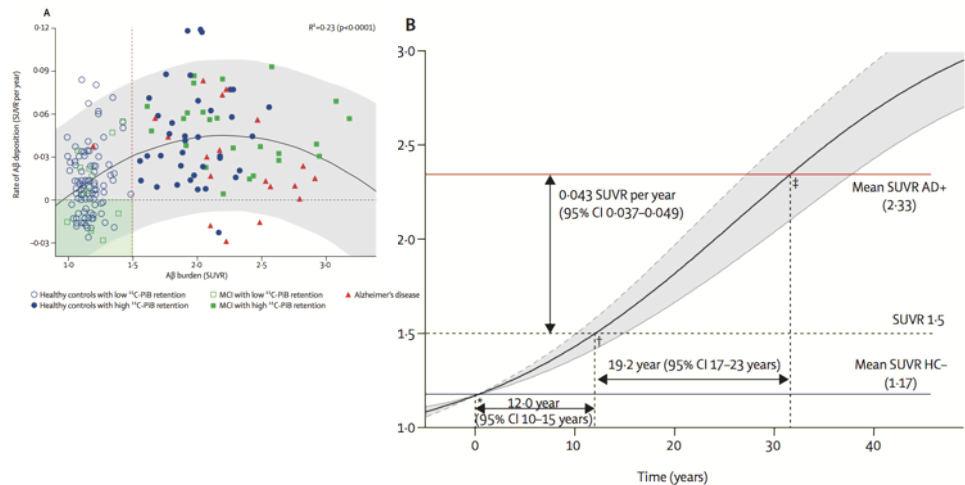 A
R²=0·23 (p<0·0001)
0·12
0·09
0·06
0·03
0
–0·03
Rate of Aβ deposition (SUVR per year)
1·0
1·5
2·0
2·5
3·0
Aβ burden (SUVR)
Healthy controls with low ¹¹C-PiB retention
MCI with low ¹¹C-PiB retention
Alzheimer's disease
Healthy controls with high ¹¹C-PiB retention
MCI with high ¹¹C-PiB retention
B
3·0
2·5
2·0
1·5
1·0
0·043 SUVR per year
(95% CI 0·037–0·049)
‡
Mean SUVR AD+
(2·33)
SUVR 1·5
†
19·2 year (95% CI 17–23 years)
Mean SUVR HC–
(1·17)
*
12·0 year
(95% CI 10–15 years)
0
10
20
30
40
Time (years)